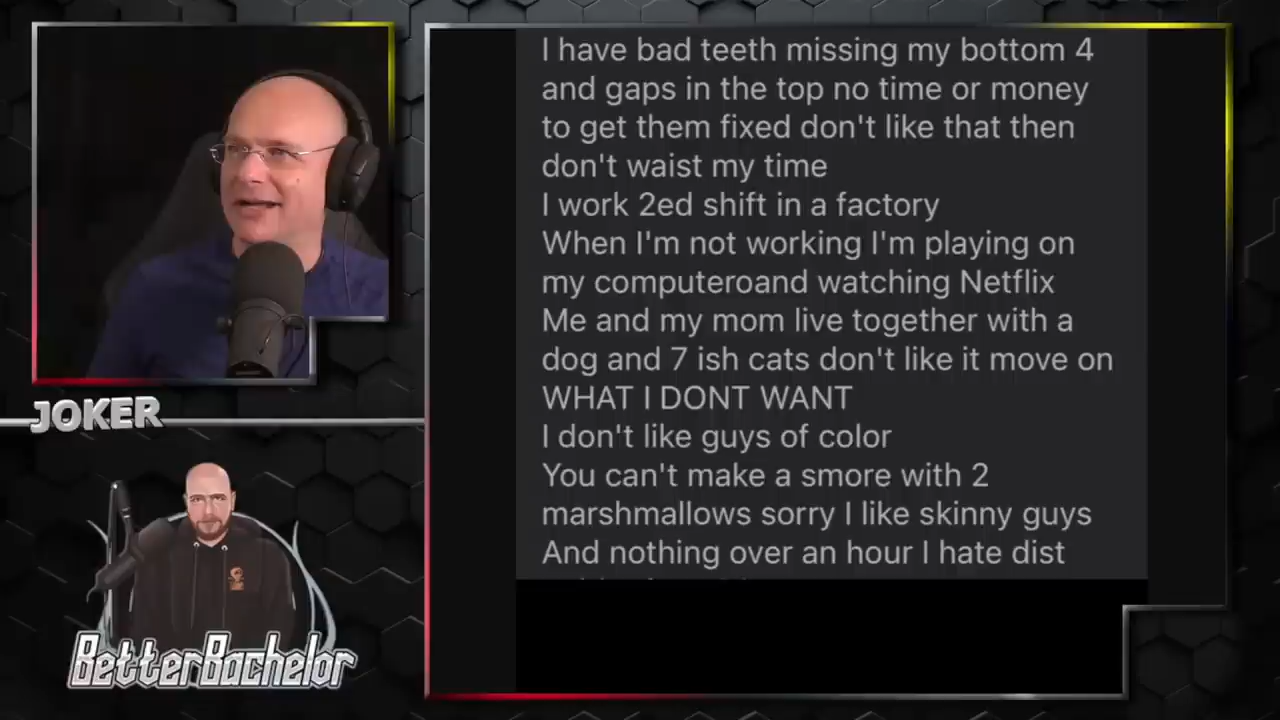 I have bad teeth missing my bottom 4
and gaps in the top no time or money
to get them fixed don't like that then
don't waist my time
I work 2ed shift in a factory
When I'm not working I'm playing on
my computeroand watching Netflix
Me and my mom live together with a
dog and 7 ish cats don't like it move on
WHAT I DONT WANT
I don't like guys of color
You can't make a smore with 2
marshmallows sorry I like skinny guys
And nothing over an hour I hate dist
JOKER
BetterBachelor